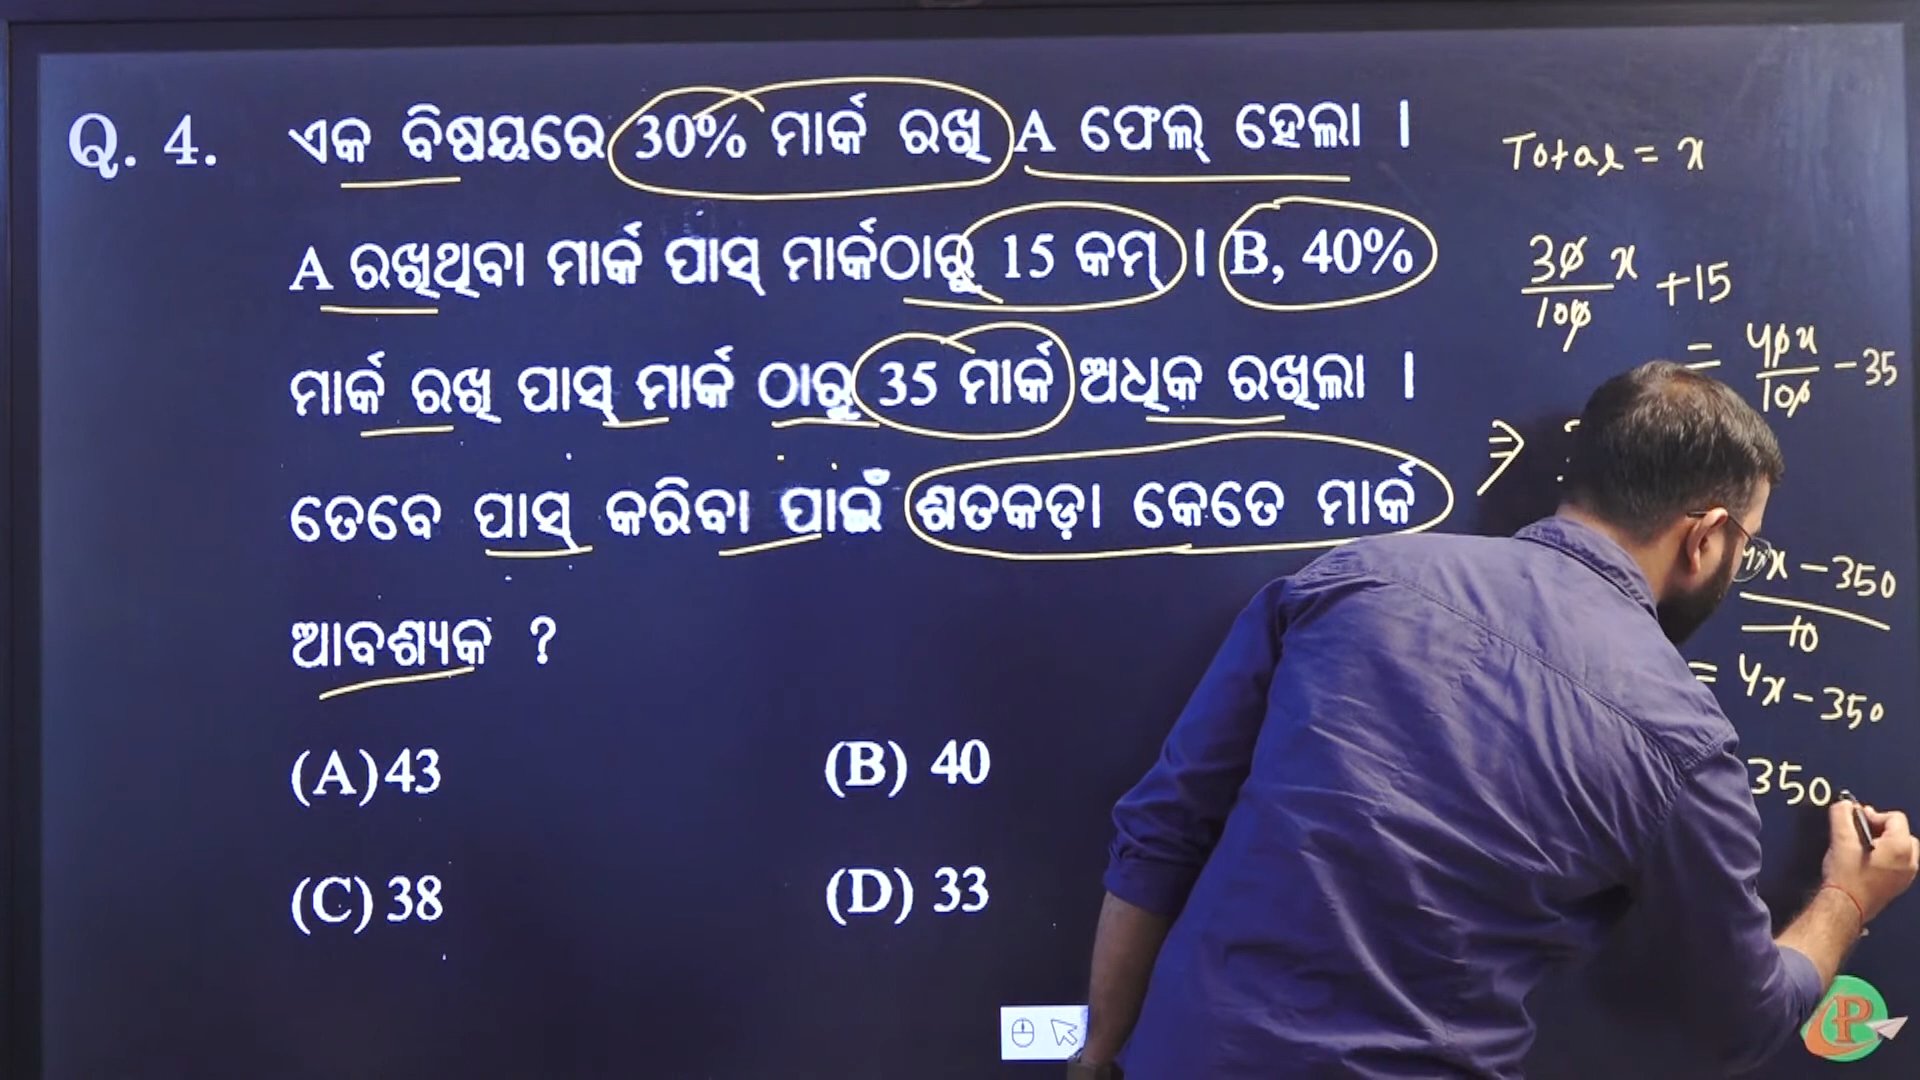 Q. 4. ଏକ ବିଷୟରେ 30% ମାର୍କ ରଖି A ଫେଲ୍ ହେଲା ।
A ରଖିଥିବା ମାର୍କ ପାସ୍ ମାର୍କଠାରୁ 15 କମ୍ । B, 40%
ମାର୍କ ରଖି ପାସ୍ ମାର୍କ ଠାରୁ 35 ମାର୍କ ଅଧିକ ରଖିଲା ।
ତେବେ ପାସ୍ କରିବା ପାଇଁ ଶତକଡ଼ା କେତେ ମାର୍କ
ଆବଶ୍ୟକ ?
(A) 43 (B) 40
(C) 38 (D) 33
Total = x
30/100 x + 15
= 40x/100 - 35
⇒
x - 350
10
= 4x - 350
350
P